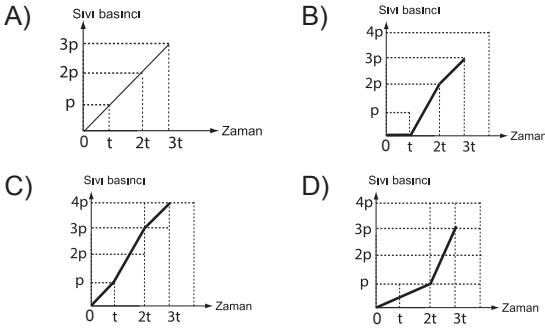 A)
Sıvı basıncı
3p
2p
p
0 t 2t 3t
Zaman
B)
Sıvı basıncı
4p
3p
2p
p
0 t 2t 3t
Zaman
C)
Sıvı basıncı
4p
3p
2p
p
0 t 2t 3t
Zaman
D)
Sıvı basıncı
4p
3p
2p
p
0 t 2t 3t
Zaman